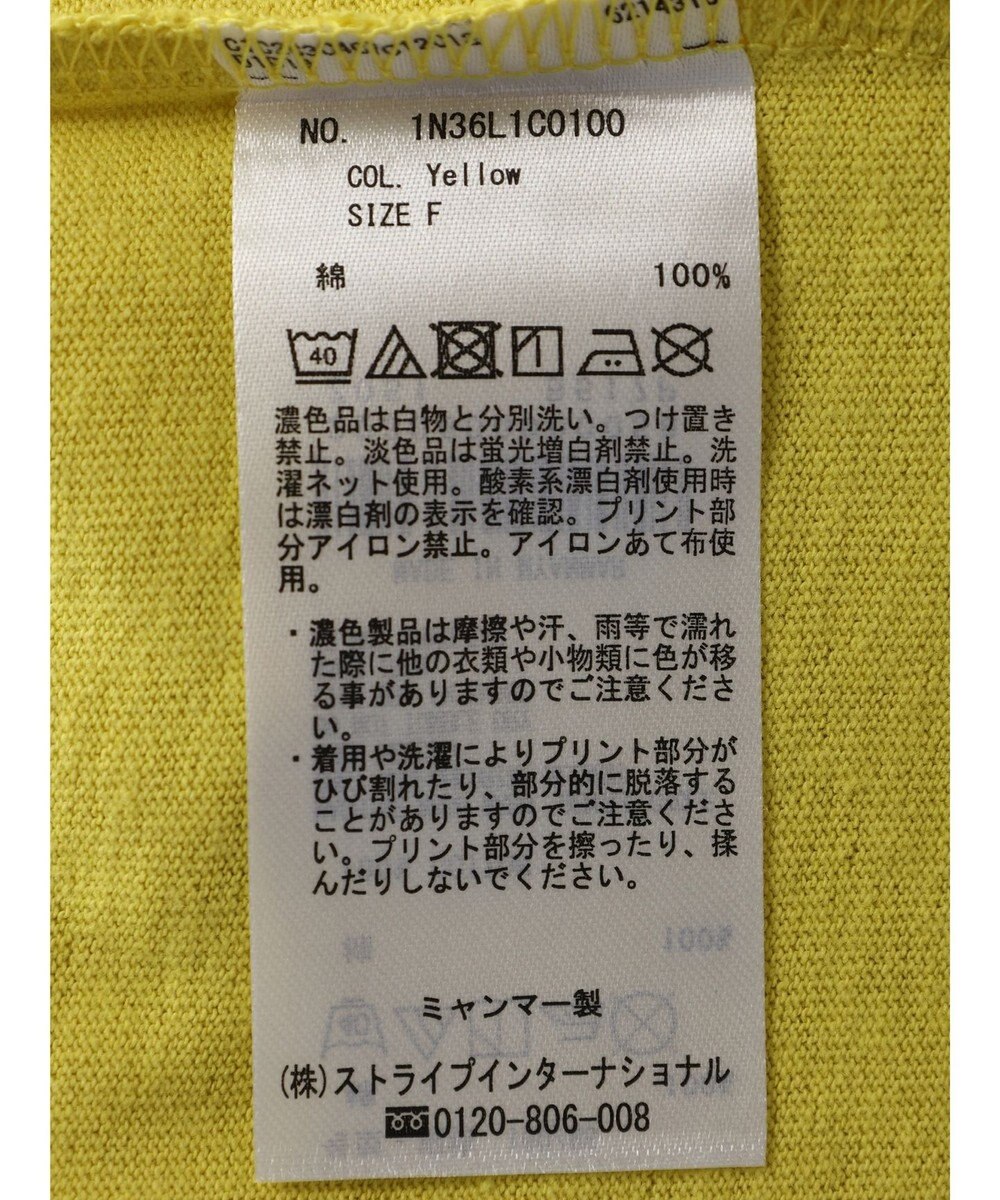 NO. 1N36L1C0100
COL. Yellow
SIZE F
綿 100%
40
濃色品は白物と分別洗い。つけ置き
禁止。淡色品は蛍光増白剤禁止。洗
濯ネット使用。酸素系漂白剤使用時
は漂白剤の表示を確認。プリント部
分アイロン禁止。アイロンあて布使
用。
・濃色製品は摩擦や汗、雨等で濡れ
た際に他の衣類や小物類に色が移
る事がありますのでご注意くださ
い。
・着用や洗濯によりプリント部分が
ひび割れたり、部分的に脱落する
ことがありますのでご注意くださ
い。プリント部分を擦ったり、揉
んだりしないでください。
ミャンマー製
(株)ストライプインターナショナル
0120-806-008